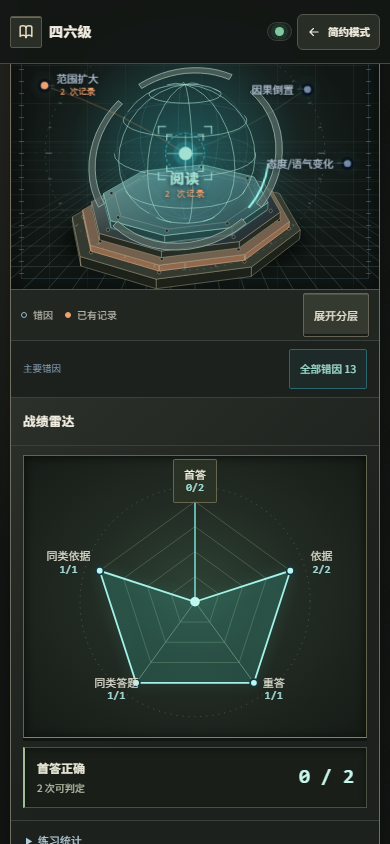 四六级
← 简约模式
范围扩大
2 次记录
因果倒置
态度/语气变化
阅读
2 次记录
错因
已有记录
展开分层
主要错因
全部错因 13
战绩雷达
首答
0/2
同类依据
1/1
依据
2/2
同类答题
1/1
重答
1/1
首答正确
2 次可判定
0 / 2
练习统计